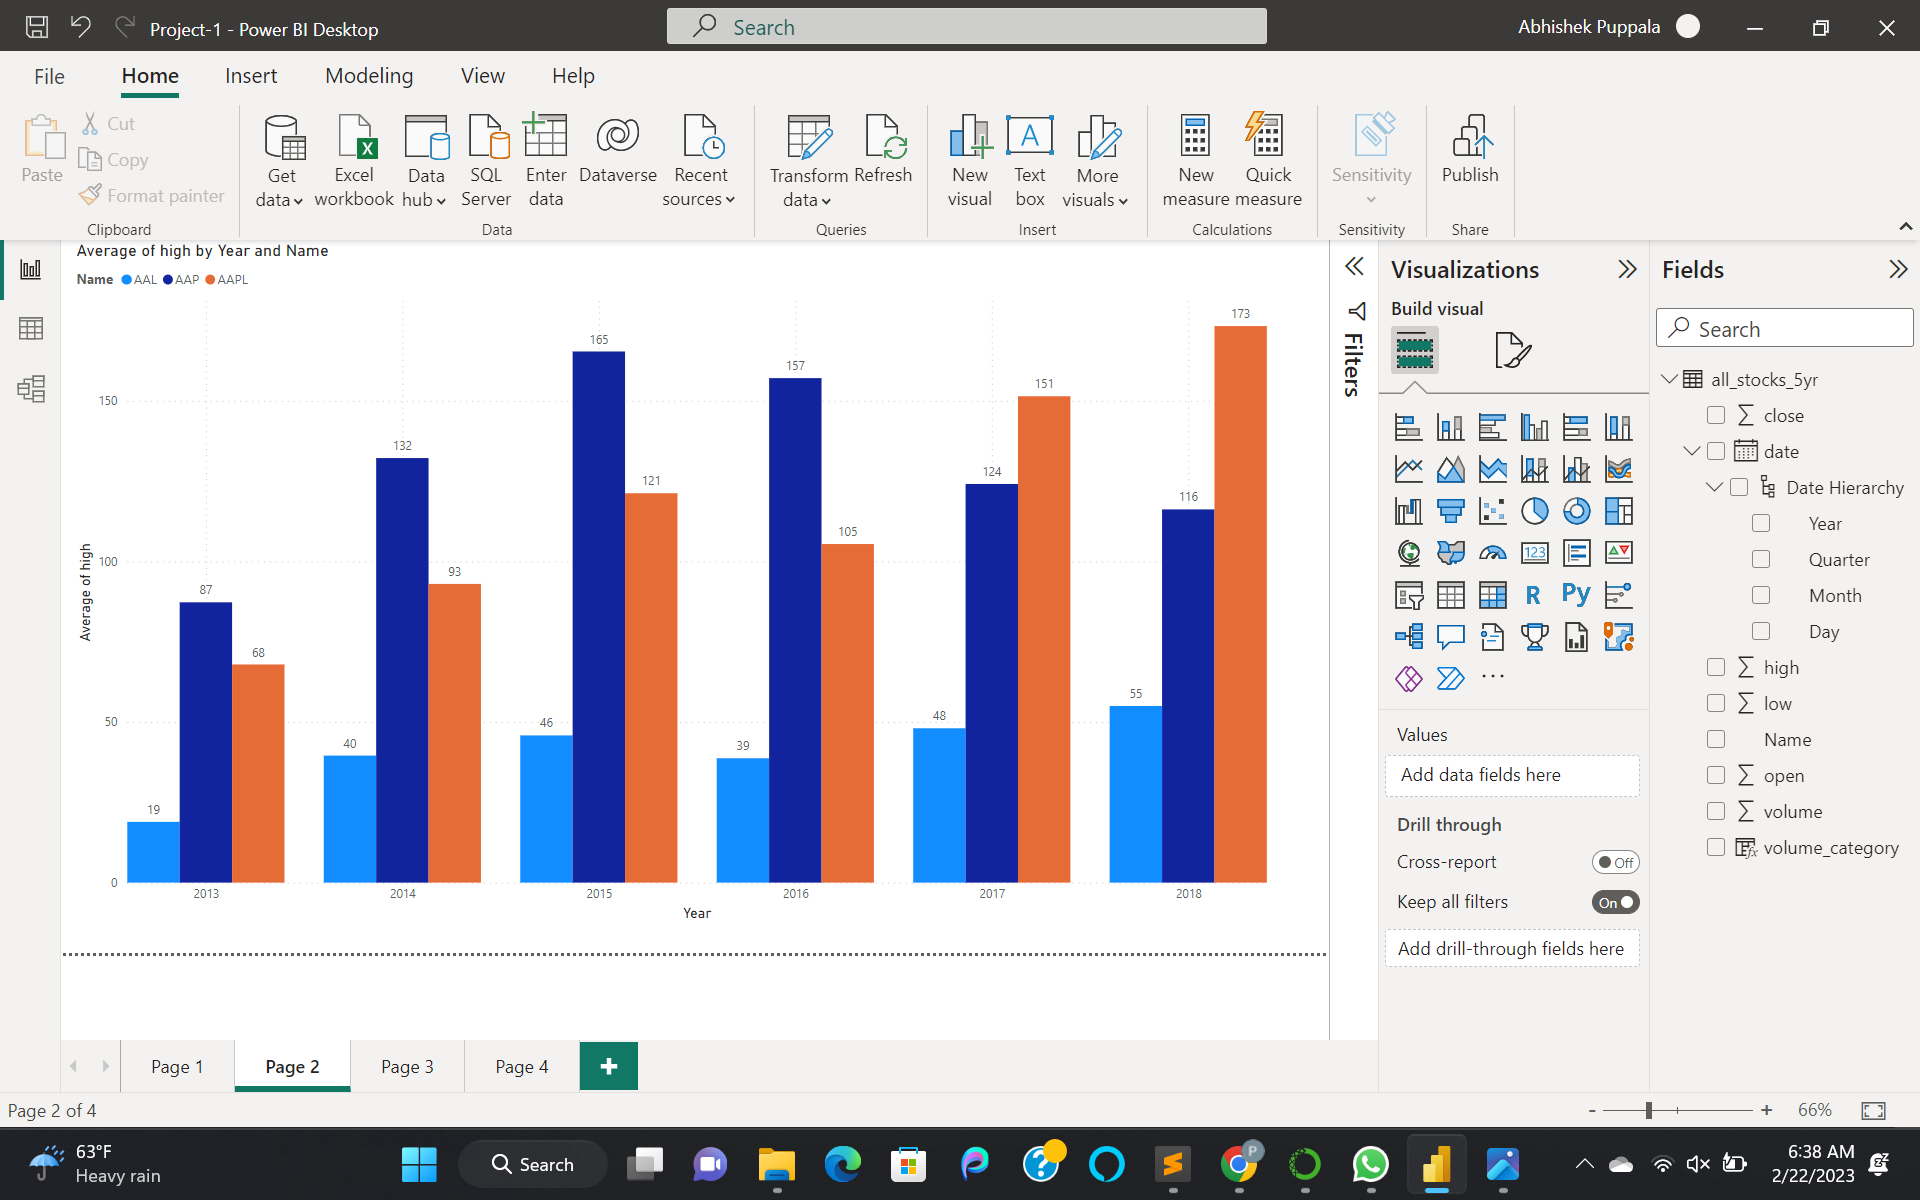 Project-1 - Power BI Desktop
Search
Abhishek Puppala
File Home Insert Modeling View Help
Paste
Cut
Copy
Format painter
Clipboard
Get data
Excel workbook
Data hub
SQL Server
Enter data
Dataverse
Recent sources
Data
Transform data
Refresh
Queries
New visual
A
Text box
More visuals
Insert
New measure
Quick measure
Calculations
Sensitivity
Sensitivity
Publish
Share
Average of high by Year and Name
Name AAL AAP AAPL
Average of high
150
100
50
0
19 87 68
40 132 93
46 165 121
39 157 105
48 124 151
55 116 173
2013 2014 2015 2016 2017 2018
Year
Filters
Visualizations
Build visual
123
R Py
Values
Add data fields here
Drill through
Cross-report Off
Keep all filters On
Add drill-through fields here
Fields
Search
all_stocks_5yr
close
date
Date Hierarchy
Year
Quarter
Month
Day
high
low
Name
open
volume
volume_category
Page 1 Page 2 Page 3 Page 4
Page 2 of 4
66%
63°F
Heavy rain
Search
P
6:38 AM
2/22/2023